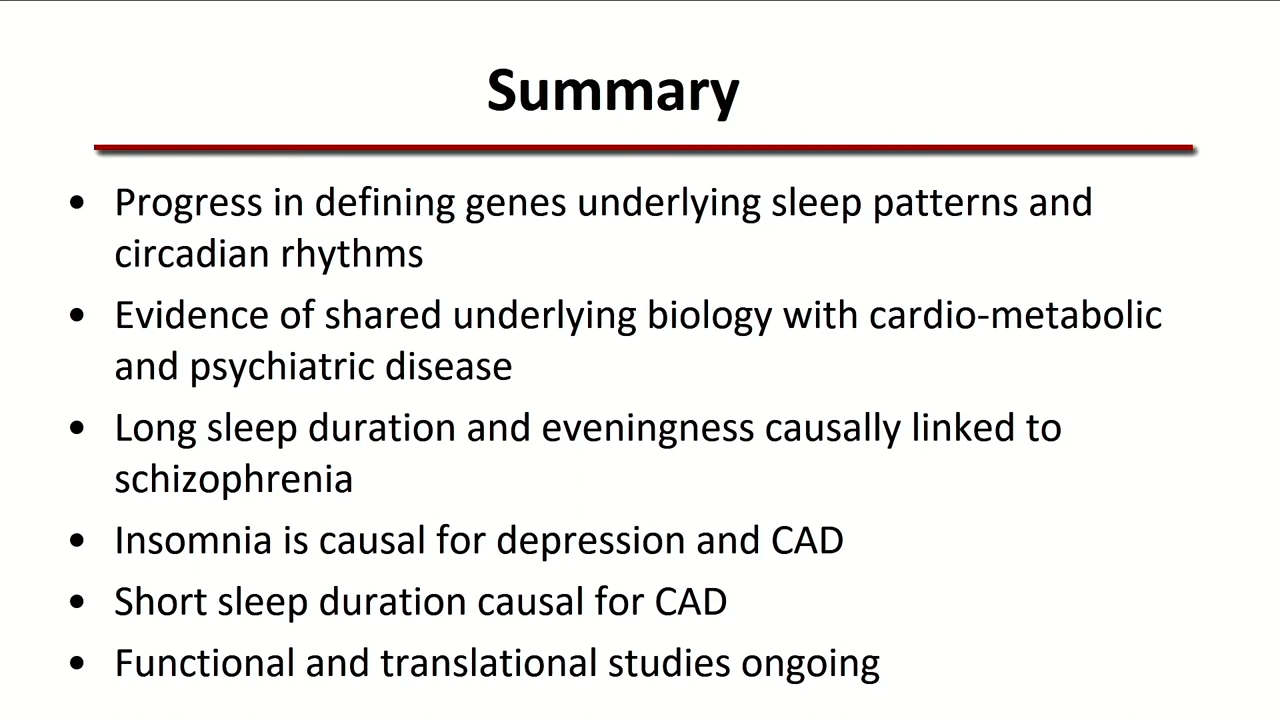 Summary
• Progress in defining genes underlying sleep patterns and
circadian rhythms
• Evidence of shared underlying biology with cardio-metabolic
and psychiatric disease
• Long sleep duration and eveningness causally linked to
schizophrenia
• Insomnia is causal for depression and CAD
• Short sleep duration causal for CAD
• Functional and translational studies ongoing